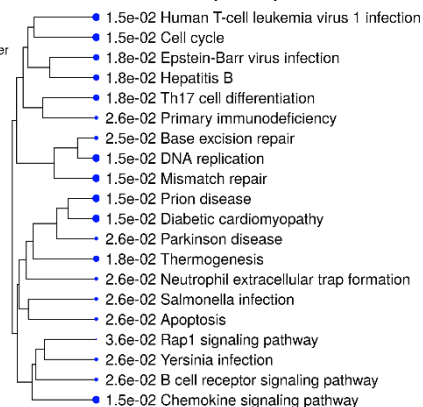 1.5e-02 Human T-cell leukemia virus 1 infection
1.5e-02 Cell cycle
er
1.8e-02 Epstein-Barr virus infection
1.8e-02 Hepatitis B
1.8e-02 Th17 cell differentiation
2.6e-02 Primary immunodeficiency
2.5e-02 Base excision repair
1.5e-02 DNA replication
1.5e-02 Mismatch repair
1.5e-02 Prion disease
1.5e-02 Diabetic cardiomyopathy
2.6e-02 Parkinson disease
1.8e-02 Thermogenesis
2.6e-02 Neutrophil extracellular trap formation
2.6e-02 Salmonella infection
2.6e-02 Apoptosis
3.6e-02 Rap1 signaling pathway
2.6e-02 Yersinia infection
2.6e-02 B cell receptor signaling pathway
1.5e-02 Chemokine signaling pathway